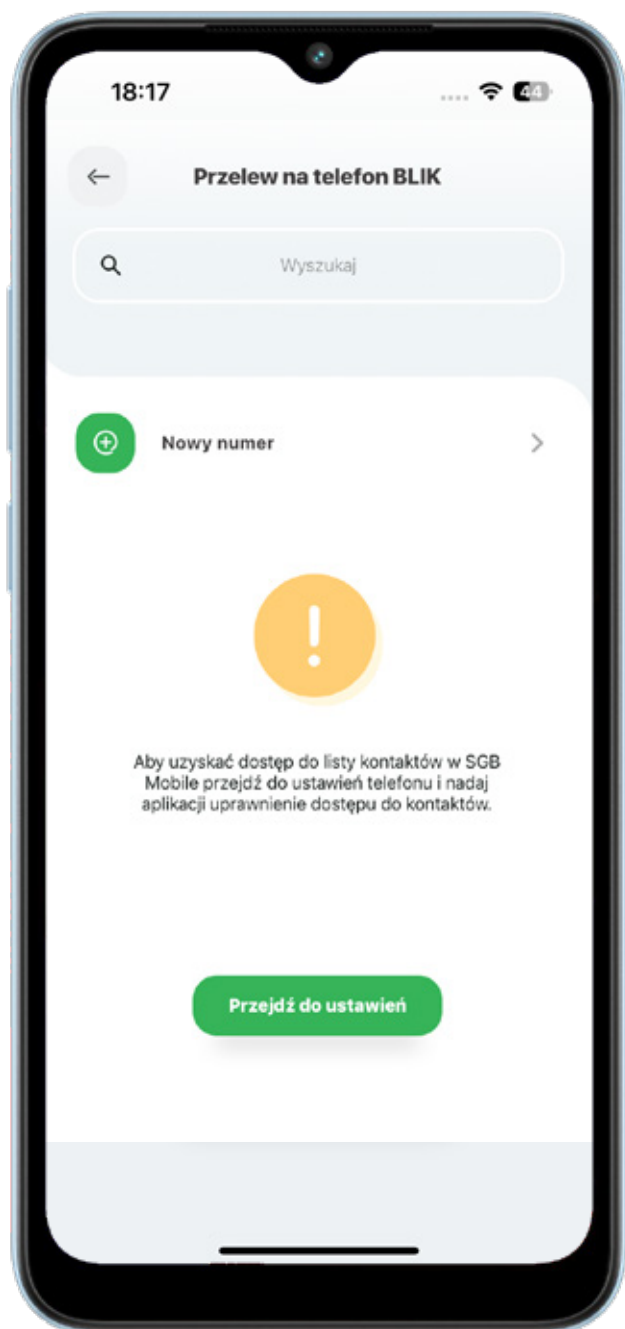 18:17
44
Przelew na telefon BLIK
Wyszukaj
Nowy numer
Aby uzyskać dostęp do listy kontaktów w SGB
Mobile przejdź do ustawień telefonu i nadaj
aplikacji uprawnienie dostępu do kontaktów.
Przejdź do ustawień